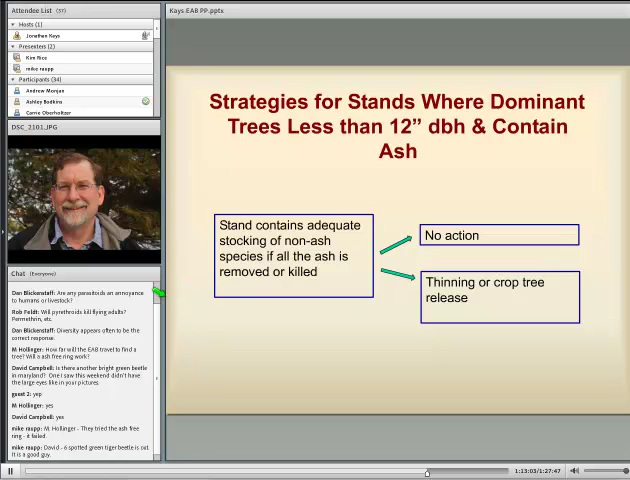 Attendee List (37)
Hosts (1)
Jonathan Kays
Presenters (2)
Kim Rice
mike raupp
Participants (34)
Andrew Monjan
Ashley Bodkins
Carrie Oberholtzer
DSC_2101.JPG
Chat (Everyone)
Dan Blickenstaff: Are any parasitoids an annoyance
to humans or livestock?
Rob Feldt: Will pyrethroids kill flying adults?
Permethrin, etc.
Dan Blickenstaff: Diversity appears often to be the
correct response.
M Hollinger: How far will the EAB travel to find a
tree? Will a ash free ring work?
David Campbell: Is there another bright green beetle
in maryland? One I saw this weekend didn't have
the large eyes like in your pictures.
guest 2: yep
M Hollinger: yes
David Campbell: yes
mike raupp: M. Hollinger - They tried the ash free
ring - it failed.
mike raupp: David - 6 spotted green tiger beetle is out
It is a good guy.
Kays EAB PP.pptx
Strategies for Stands Where Dominant
Trees Less than 12” dbh & Contain
Ash
Stand contains adequate
stocking of non-ash
species if all the ash is
removed or killed
No action
Thinning or crop tree
release
1:13:03/1:27:47